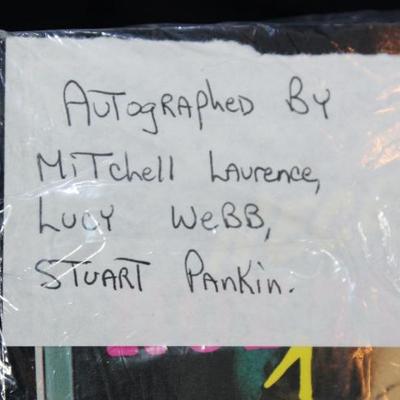 Autographed By
Mitchell Laurence,
Lucy Webb,
Stuart Pankin.